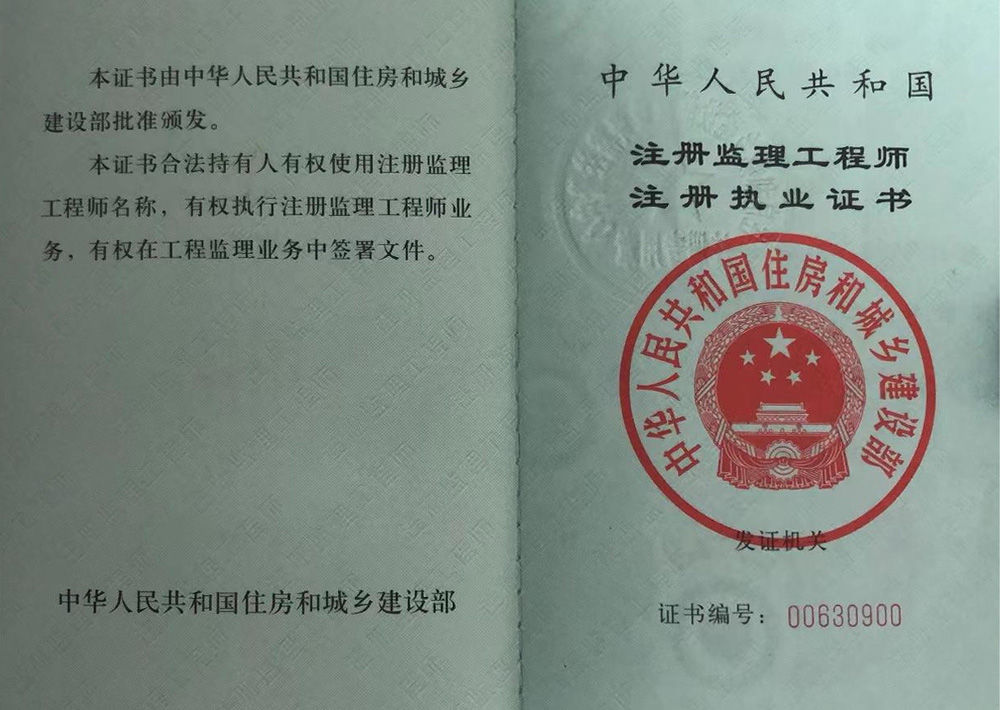 本证书由中华人民共和国住房和城乡
建设部批准颁发。
本证书合法持有人有权使用注册监理
工程师名称，有权执行注册监理工程师业
务，有权在工程监理业务中签署文件。
中华人民共和国住房和城乡建设部
中华人民共和国
注册监理工程师
注册执业证书
中华人民共和国住房和城乡建设部
发证机关
证书编号：00630900